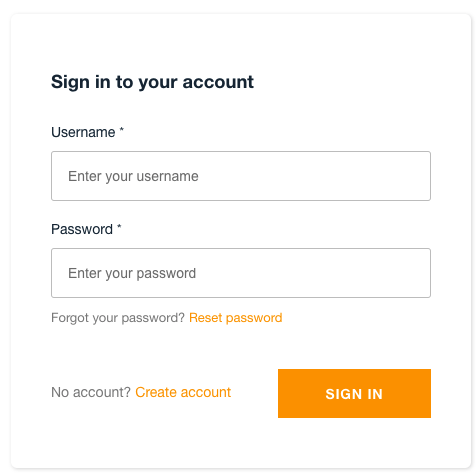 Sign in to your account
Username *
Enter your username
Password *
Enter your password
Forgot your password? Reset password
No account? Create account
SIGN IN